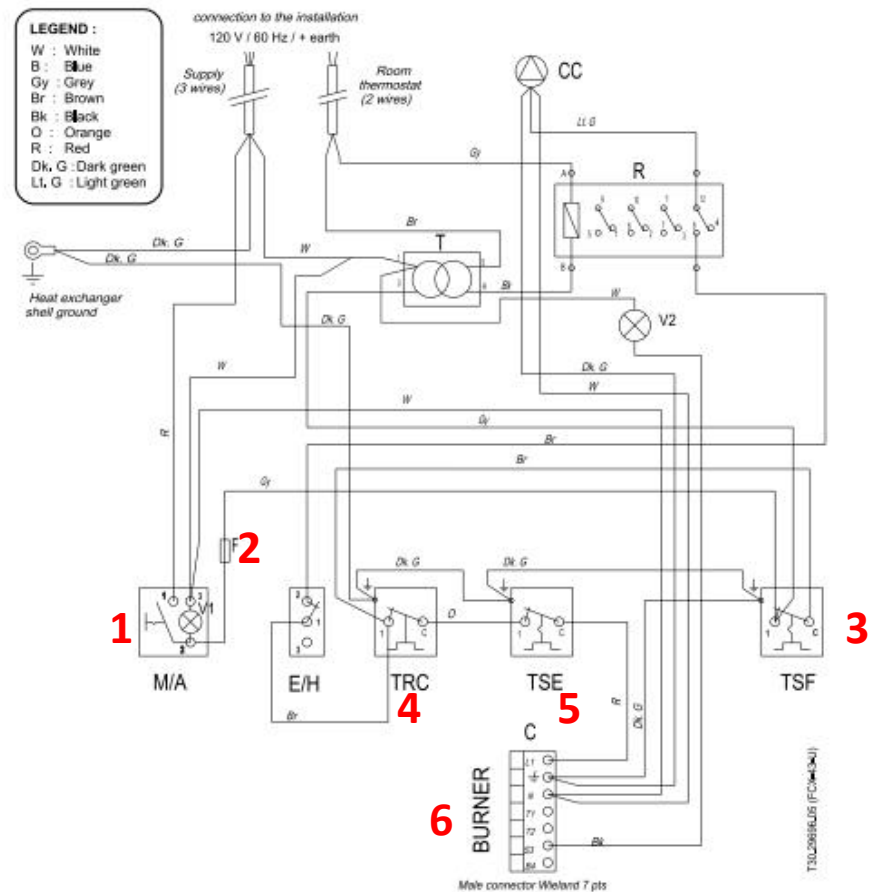 LEGEND :
W : White
B : Blue
Gy : Grey
Br : Brown
Bk : Black
O : Orange
R : Red
Dk. G : Dark green
Lt. G : Light green
connection to the installation
120 V / 60 Hz / + earth
Supply
(3 wires)
Room
thermostat
(2 wires)
CC
Lt. G
Gy
R
A
B
Br
T
Dk. G
W
Dk. G
Heat exchanger
shell ground
Br
W
V2
Dk. G
Dk. G
W
W
W
R
Gy
Br
Br
Gy
F
2
Dk. G
Dk. G
1
V1
M/A
E/H
Br
TRC
4
O
TSE
5
R
Dk. G
TSF
3
C
BURNER
6
L1
T1
T2
Bk
Male connector Wieland 7 pts